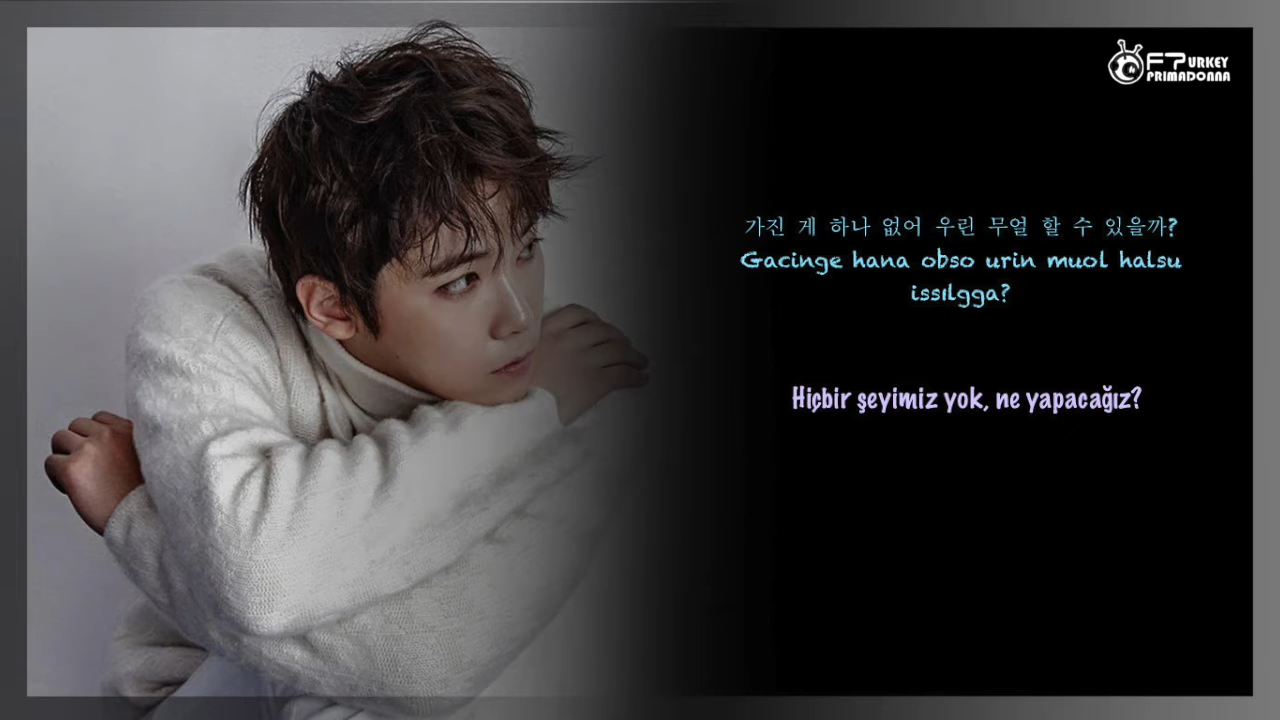 F7URKEY
PRIMADONNA
가진 게 하나 없어 우린 무얼 할 수 있을까?
Gacinge hana obso urin muol halsu
issılgga?
Hiçbir şeyimiz yok, ne yapacağız?